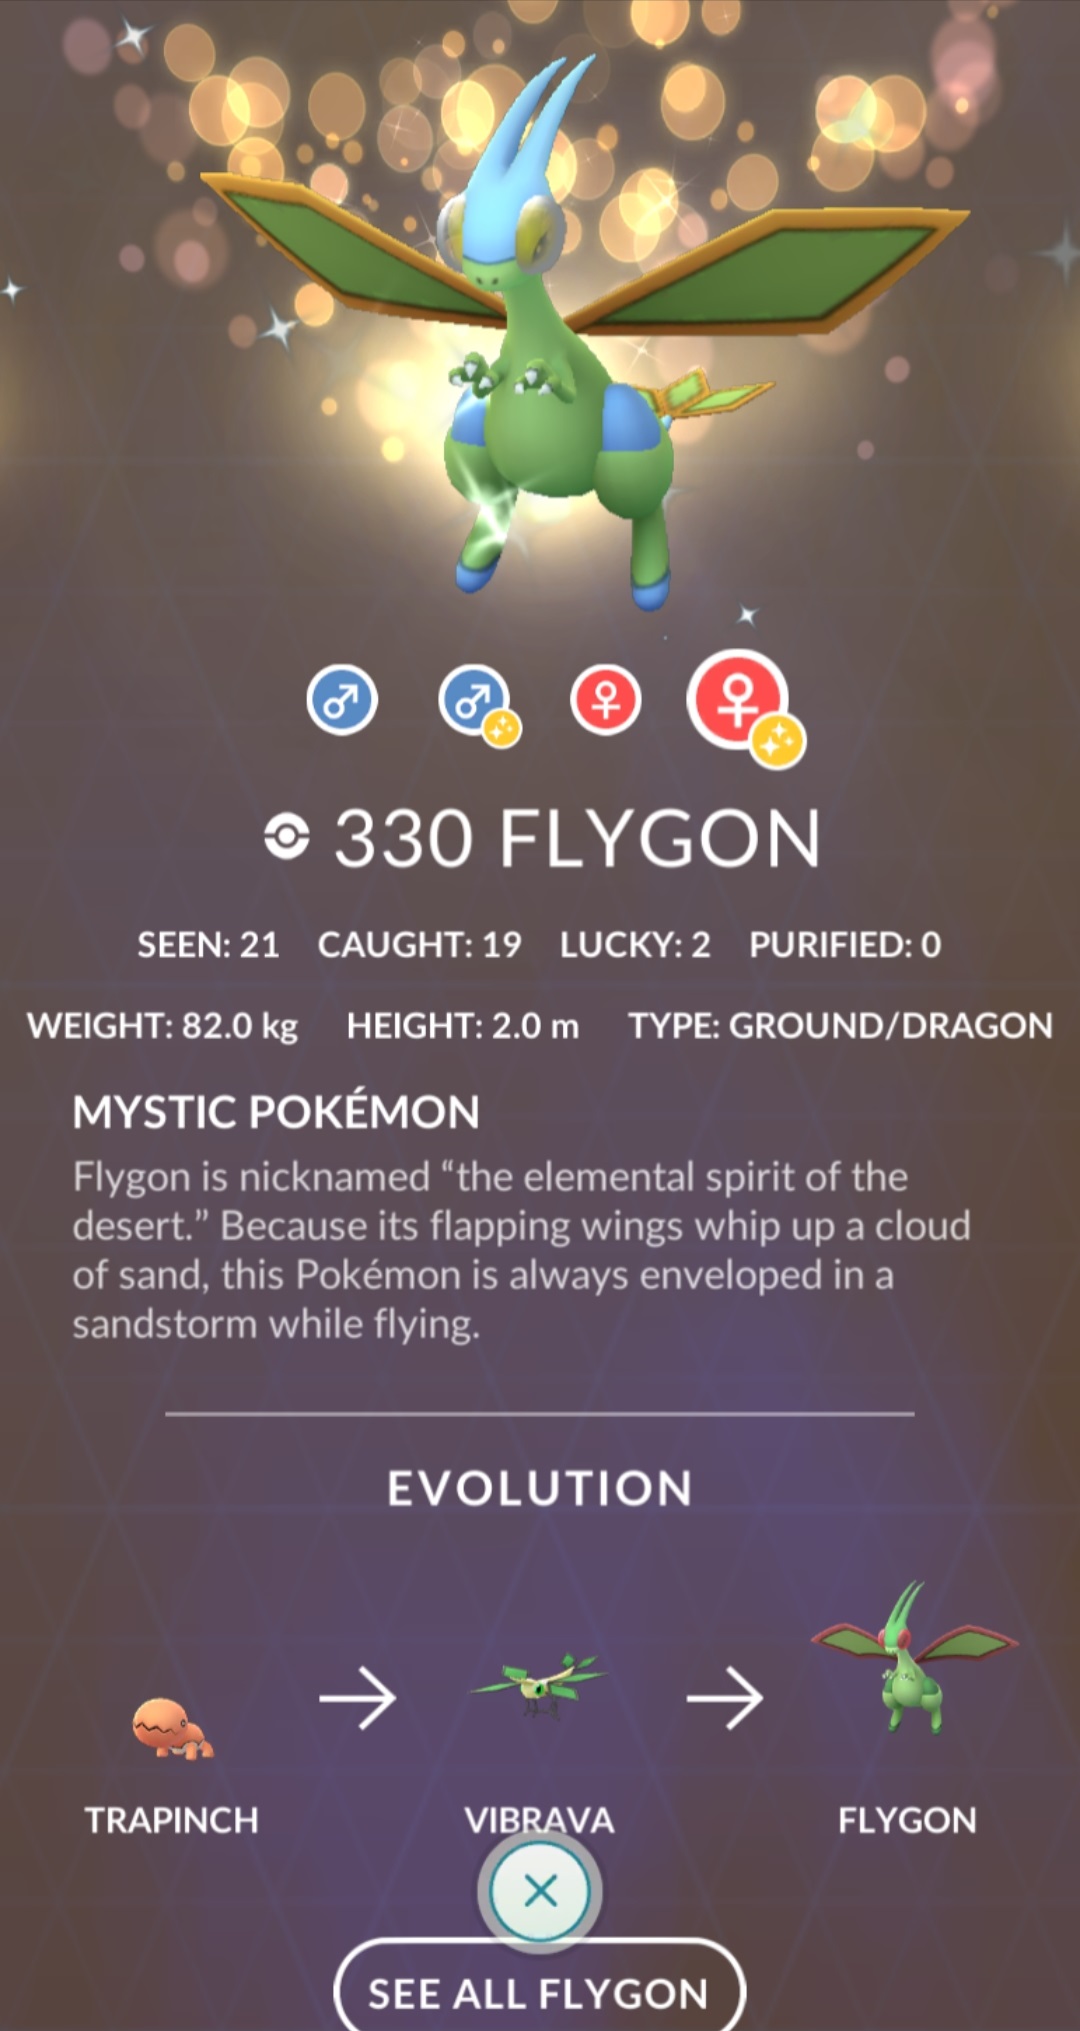 330 FLYGON
SEEN: 21 CAUGHT: 19 LUCKY: 2 PURIFIED: 0
WEIGHT: 82.0 kg HEIGHT: 2.0 m TYPE: GROUND/DRAGON
MYSTIC POKÉMON
Flygon is nicknamed “the elemental spirit of the
desert.” Because its flapping wings whip up a cloud
of sand, this Pokémon is always enveloped in a
sandstorm while flying.
EVOLUTION
TRAPINCH VIBRAVA FLYGON
SEE ALL FLYGON